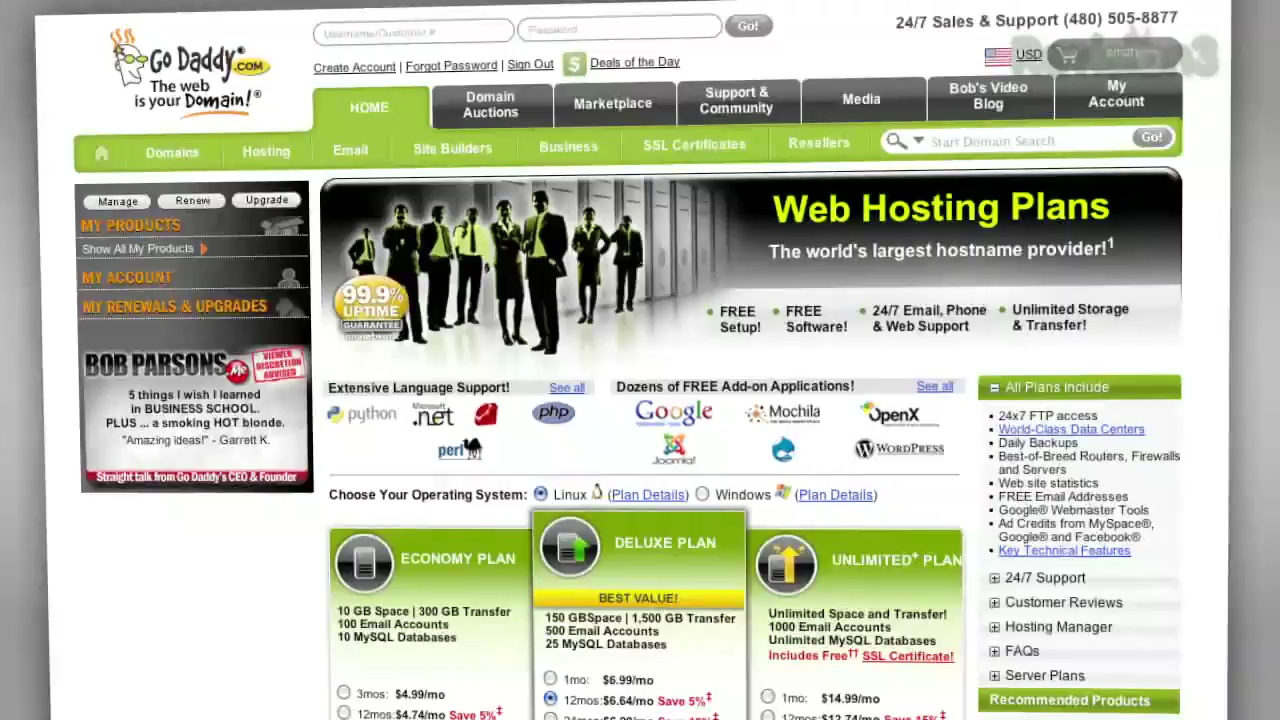 Username/Customer # Password Go!
24/7 Sales & Support (480) 505-8877
Go Daddy.COM
The web
is your Domain!®
Create Account | Forgot Password | Sign Out $ Deals of the Day
USD
HOME
Domain Auctions
Marketplace
Support & Community
Media
Bob's Video Blog
My Account
Domains Hosting Email Site Builders Business SSL Certificates Resellers Start Domain Search Go!
Manage Renew Upgrade
MY PRODUCTS
Show All My Products
MY ACCOUNT
MY RENEWALS & UPGRADES
BOB PARSONS.Me
VIEWER
DISCRETION
ADVISED
5 things I wish I learned
in BUSINESS SCHOOL.
PLUS ... a smoking HOT blonde.
"Amazing ideas!" - Garrett K.
Straight talk from Go Daddy's CEO & Founder
Web Hosting Plans
The world's largest hostname provider!1
99.9%
UPTIME
GUARANTEE
FREE Setup!
FREE Software!
24/7 Email, Phone & Web Support
Unlimited Storage & Transfer!
Extensive Language Support! See all
python Microsoft .net php
perl
Dozens of FREE Add-on Applications! See all
Google Mochila OpenX
Joomla! WORDPRESS
Choose Your Operating System: Linux (Plan Details) Windows (Plan Details)
ECONOMY PLAN
10 GB Space | 300 GB Transfer
100 Email Accounts
10 MySQL Databases
3mos: $4.99/mo
12mos: $4.74/mo Save 5%‡
DELUXE PLAN
BEST VALUE!
150 GBSpace | 1,500 GB Transfer
500 Email Accounts
25 MySQL Databases
1mo: $6.99/mo
12mos: $6.64/mo Save 5%‡
UNLIMITED+ PLAN
Unlimited Space and Transfer!
1000 Email Accounts
Unlimited MySQL Databases
Includes Free†† SSL Certificate!
1mo: $14.99/mo
12mos: $12.74/mo Save 15%‡
All Plans Include
24x7 FTP access
World-Class Data Centers
Daily Backups
Best-of-Breed Routers, Firewalls
and Servers
Web site statistics
FREE Email Addresses
Google® Webmaster Tools
Ad Credits from MySpace®,
Google® and Facebook®
Key Technical Features
24/7 Support
Customer Reviews
Hosting Manager
FAQs
Server Plans
Recommended Products